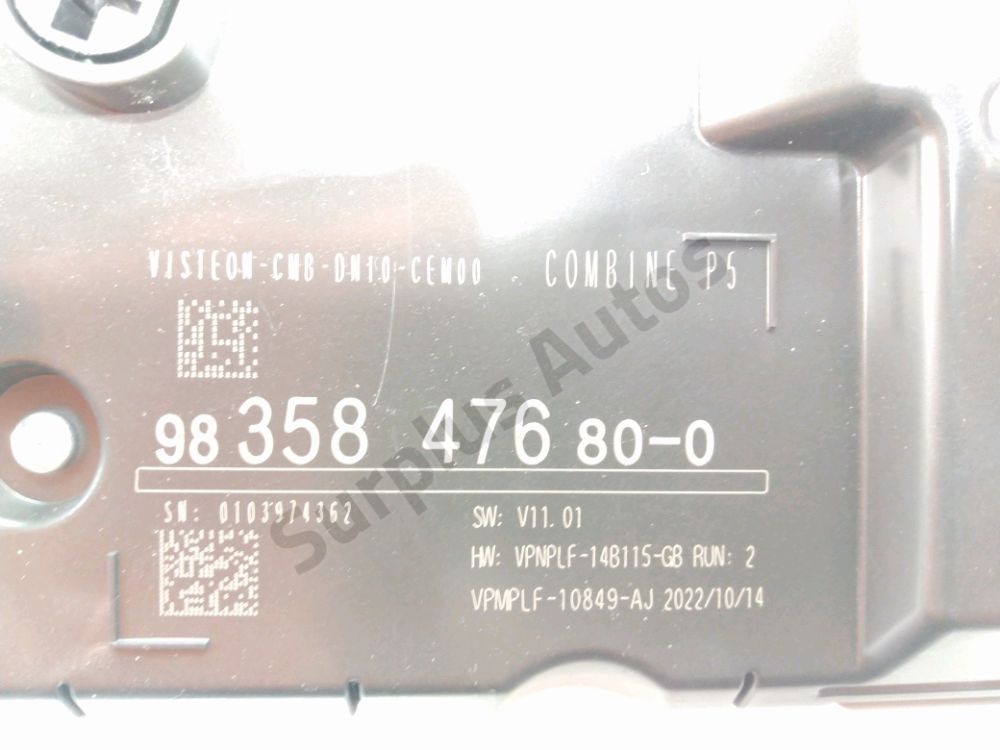 VISTEON-CMB-DM10-CEM00 COMBINE P5
98 358 476 80-0
SN: 0103974362
SW: V11.01
HW: VPNPLF-14B115-GB RUN: 2
VPMPLF-10849-AJ 2022/10/14
Surplus Autos